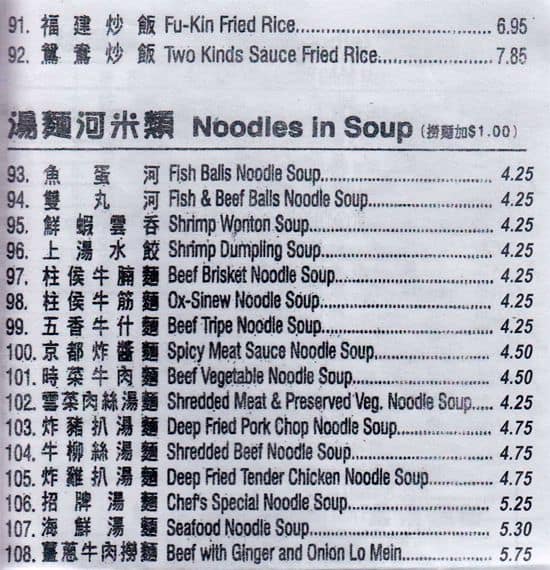 91. 福建炒飯 Fu-Kin Fried Rice 6.95
92. 鴛鴦炒飯 Two Kinds Sauce Fried Rice 7.85
湯麵河米類 Noodles in Soup (撈麵加$1.00)
93. 魚蛋河 Fish Balls Noodle Soup 4.25
94. 雙丸河 Fish & Beef Balls Noodle Soup 4.25
95. 鮮蝦雲吞 Shrimp Wonton Soup 4.25
96. 上湯水餃 Shrimp Dumpling Soup 4.25
97. 柱侯牛腩麵 Beef Brisket Noodle Soup 4.25
98. 柱侯牛筋麵 Ox-Sinew Noodle Soup 4.25
99. 五香牛什麵 Beef Tripe Noodle Soup 4.25
100. 京都炸醬麵 Spicy Meat Sauce Noodle Soup 4.50
101. 時菜牛肉麵 Beef Vegetable Noodle Soup 4.50
102. 雪菜肉絲湯麵 Shredded Meat & Preserved Veg. Noodle Soup 4.25
103. 炸豬扒湯麵 Deep Fried Pork Chop Noodle Soup 4.75
104. 牛柳絲湯麵 Shredded Beef Noodle Soup 4.75
105. 炸雞扒湯麵 Deep Fried Tender Chicken Noodle Soup 4.75
106. 招牌湯麵 Chef's Special Noodle Soup 5.25
107. 海鮮湯麵 Seafood Noodle Soup 5.30
108. 薑蔥牛肉撈麵 Beef with Ginger and Onion Lo Mein 5.75